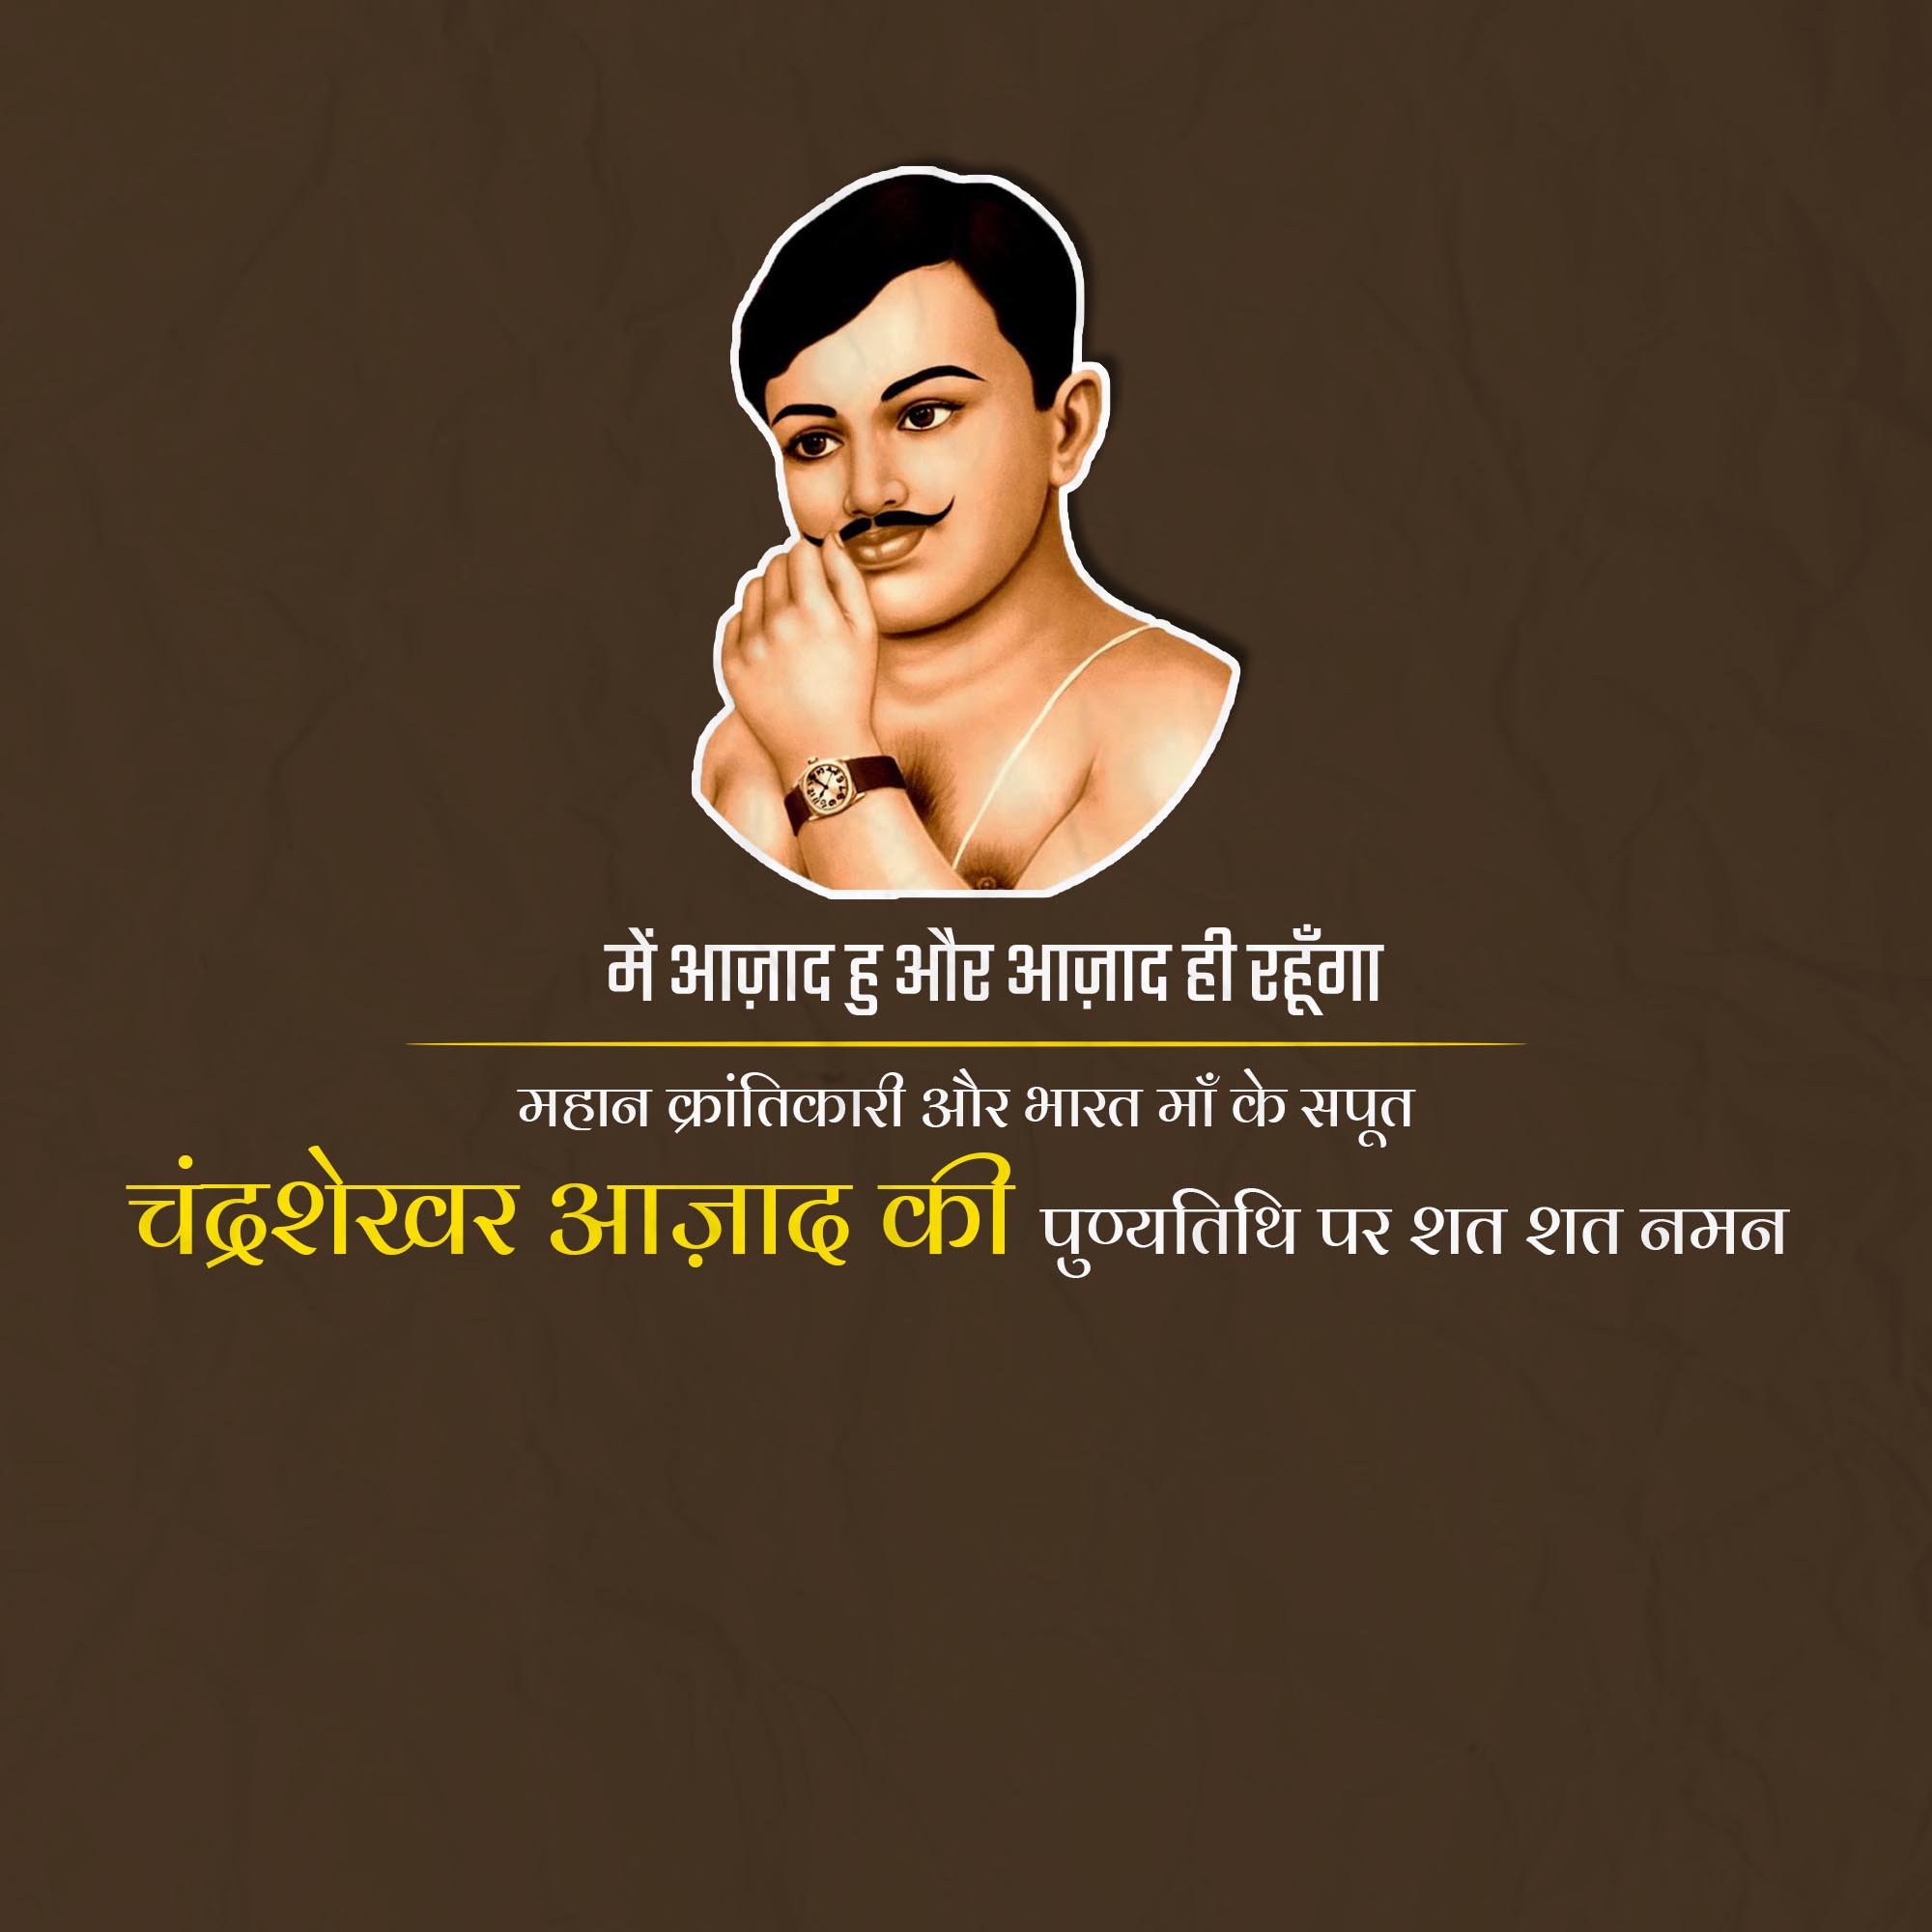 में आज़ाद हु और आज़ाद ही रहूँगा
महान क्रांतिकारी और भारत माँ के सपूत
चंद्रशेखर आज़ाद की पुण्यतिथि पर शत शत नमन